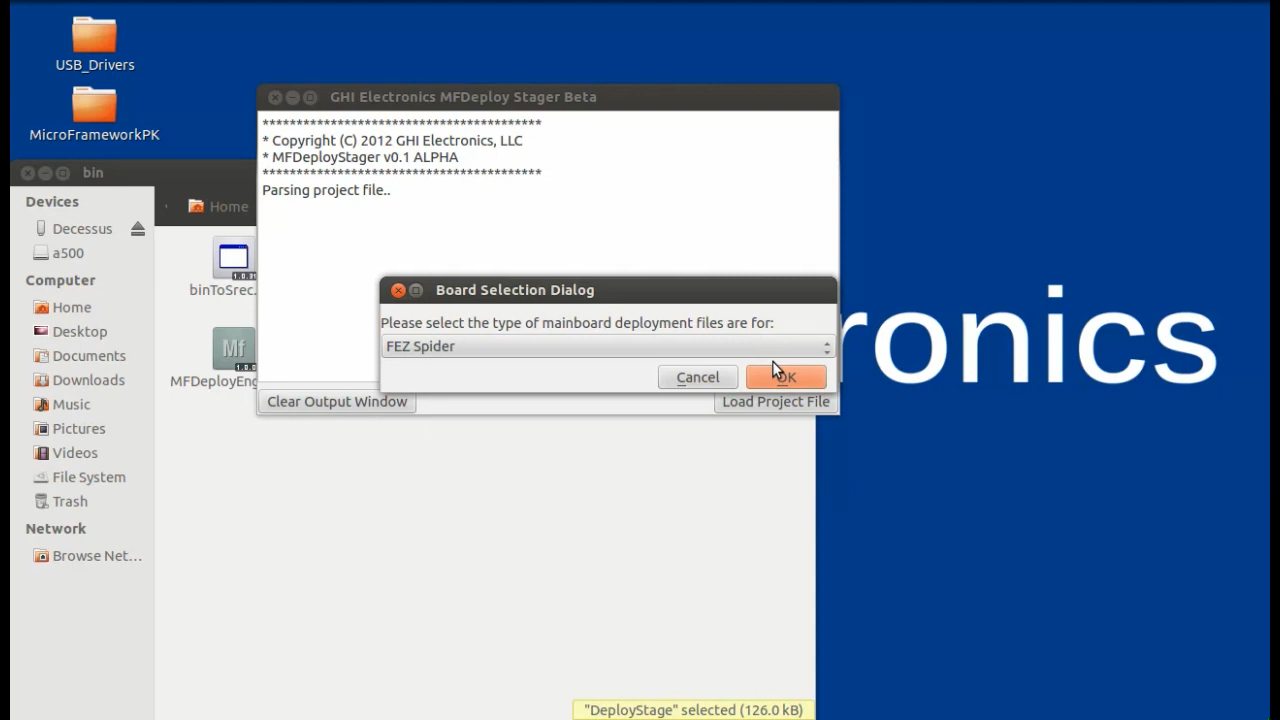 USB_Drivers
MicroFrameworkPK
GHI Electronics MFDeploy Stager Beta
****************************************
* Copyright (C) 2012 GHI Electronics, LLC
* MFDeployStager v0.1 ALPHA
****************************************
Parsing project file..
bin
Devices
Decessus
a500
Computer
Home
Desktop
Documents
Downloads
Music
Pictures
Videos
File System
Trash
Network
Browse Net...
Home
binToSrec.
MFDeployEng
Mf
Board Selection Dialog
Please select the type of mainboard deployment files are for:
FEZ Spider
Cancel
OK
Clear Output Window
Load Project File
ronics
"DeployStage" selected (126.0 kB)